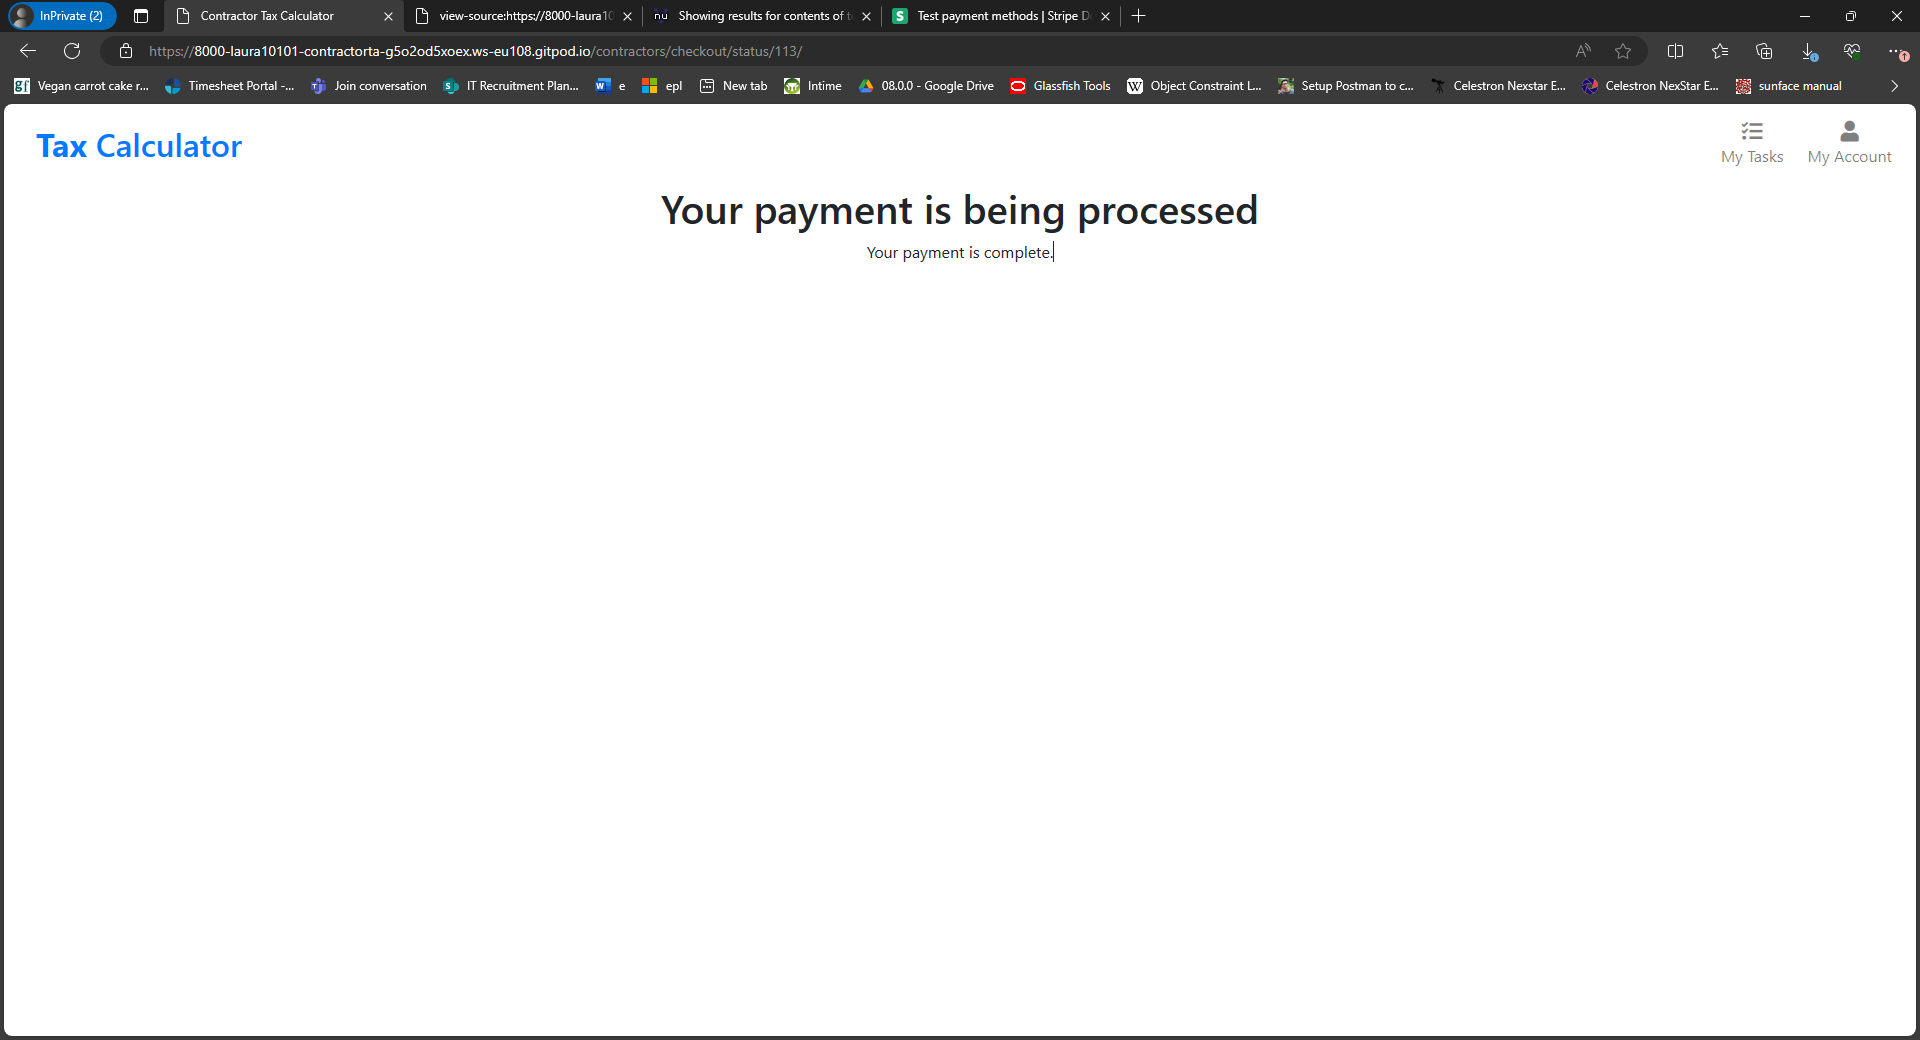 InPrivate (2)
Contractor Tax Calculator
view-source:https://8000-laura10
Showing results for contents of t
Test payment methods | Stripe D
https://8000-laura10101-contractorta-g5o2od5xoex.ws-eu108.gitpod.io/contractors/checkout/status/113/
Vegan carrot cake r...
Timesheet Portal -...
Join conversation
IT Recruitment Plan...
e
epl
New tab
Intime
08.0.0 - Google Drive
Glassfish Tools
Object Constraint L...
Setup Postman to c...
Celestron Nexstar E...
Celestron NexStar E...
sunface manual
Tax Calculator
My Tasks
My Account
Your payment is being processed
Your payment is complete.